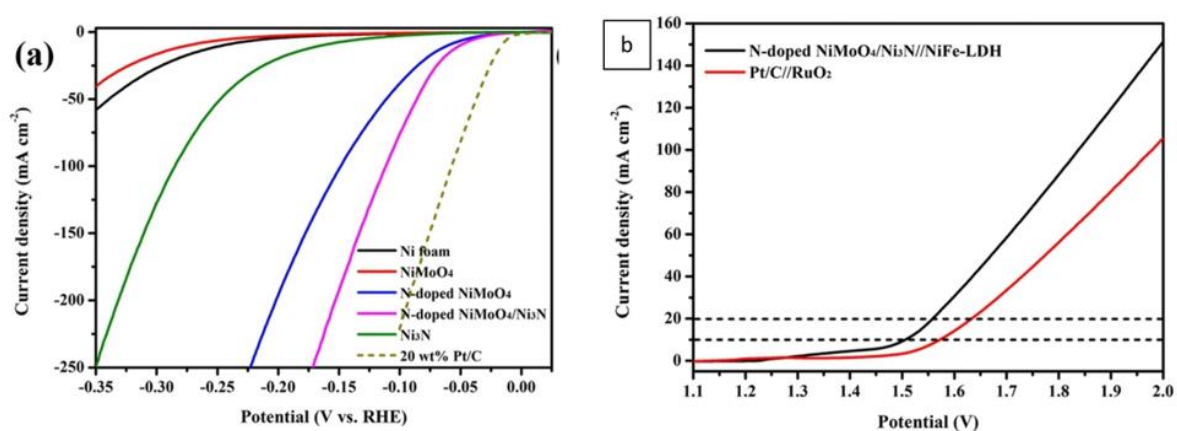 (a)
Current density (mA cm⁻²)
0
-50
-100
-150
-200
-250
-0.35
-0.30
-0.25
-0.20
-0.15
-0.10
-0.05
0.00
Potential (V vs. RHE)
Ni foam
NiMoO₄
N-doped NiMoO₄
N-doped NiMoO₄/Ni₃N
Ni₃N
20 wt% Pt/C
b
Current density (mA cm⁻²)
160
140
120
100
80
60
40
20
0
1.1
1.2
1.3
1.4
1.5
1.6
1.7
1.8
1.9
2.0
Potential (V)
N-doped NiMoO₄/Ni₃N//NiFe-LDH
Pt/C//RuO₂